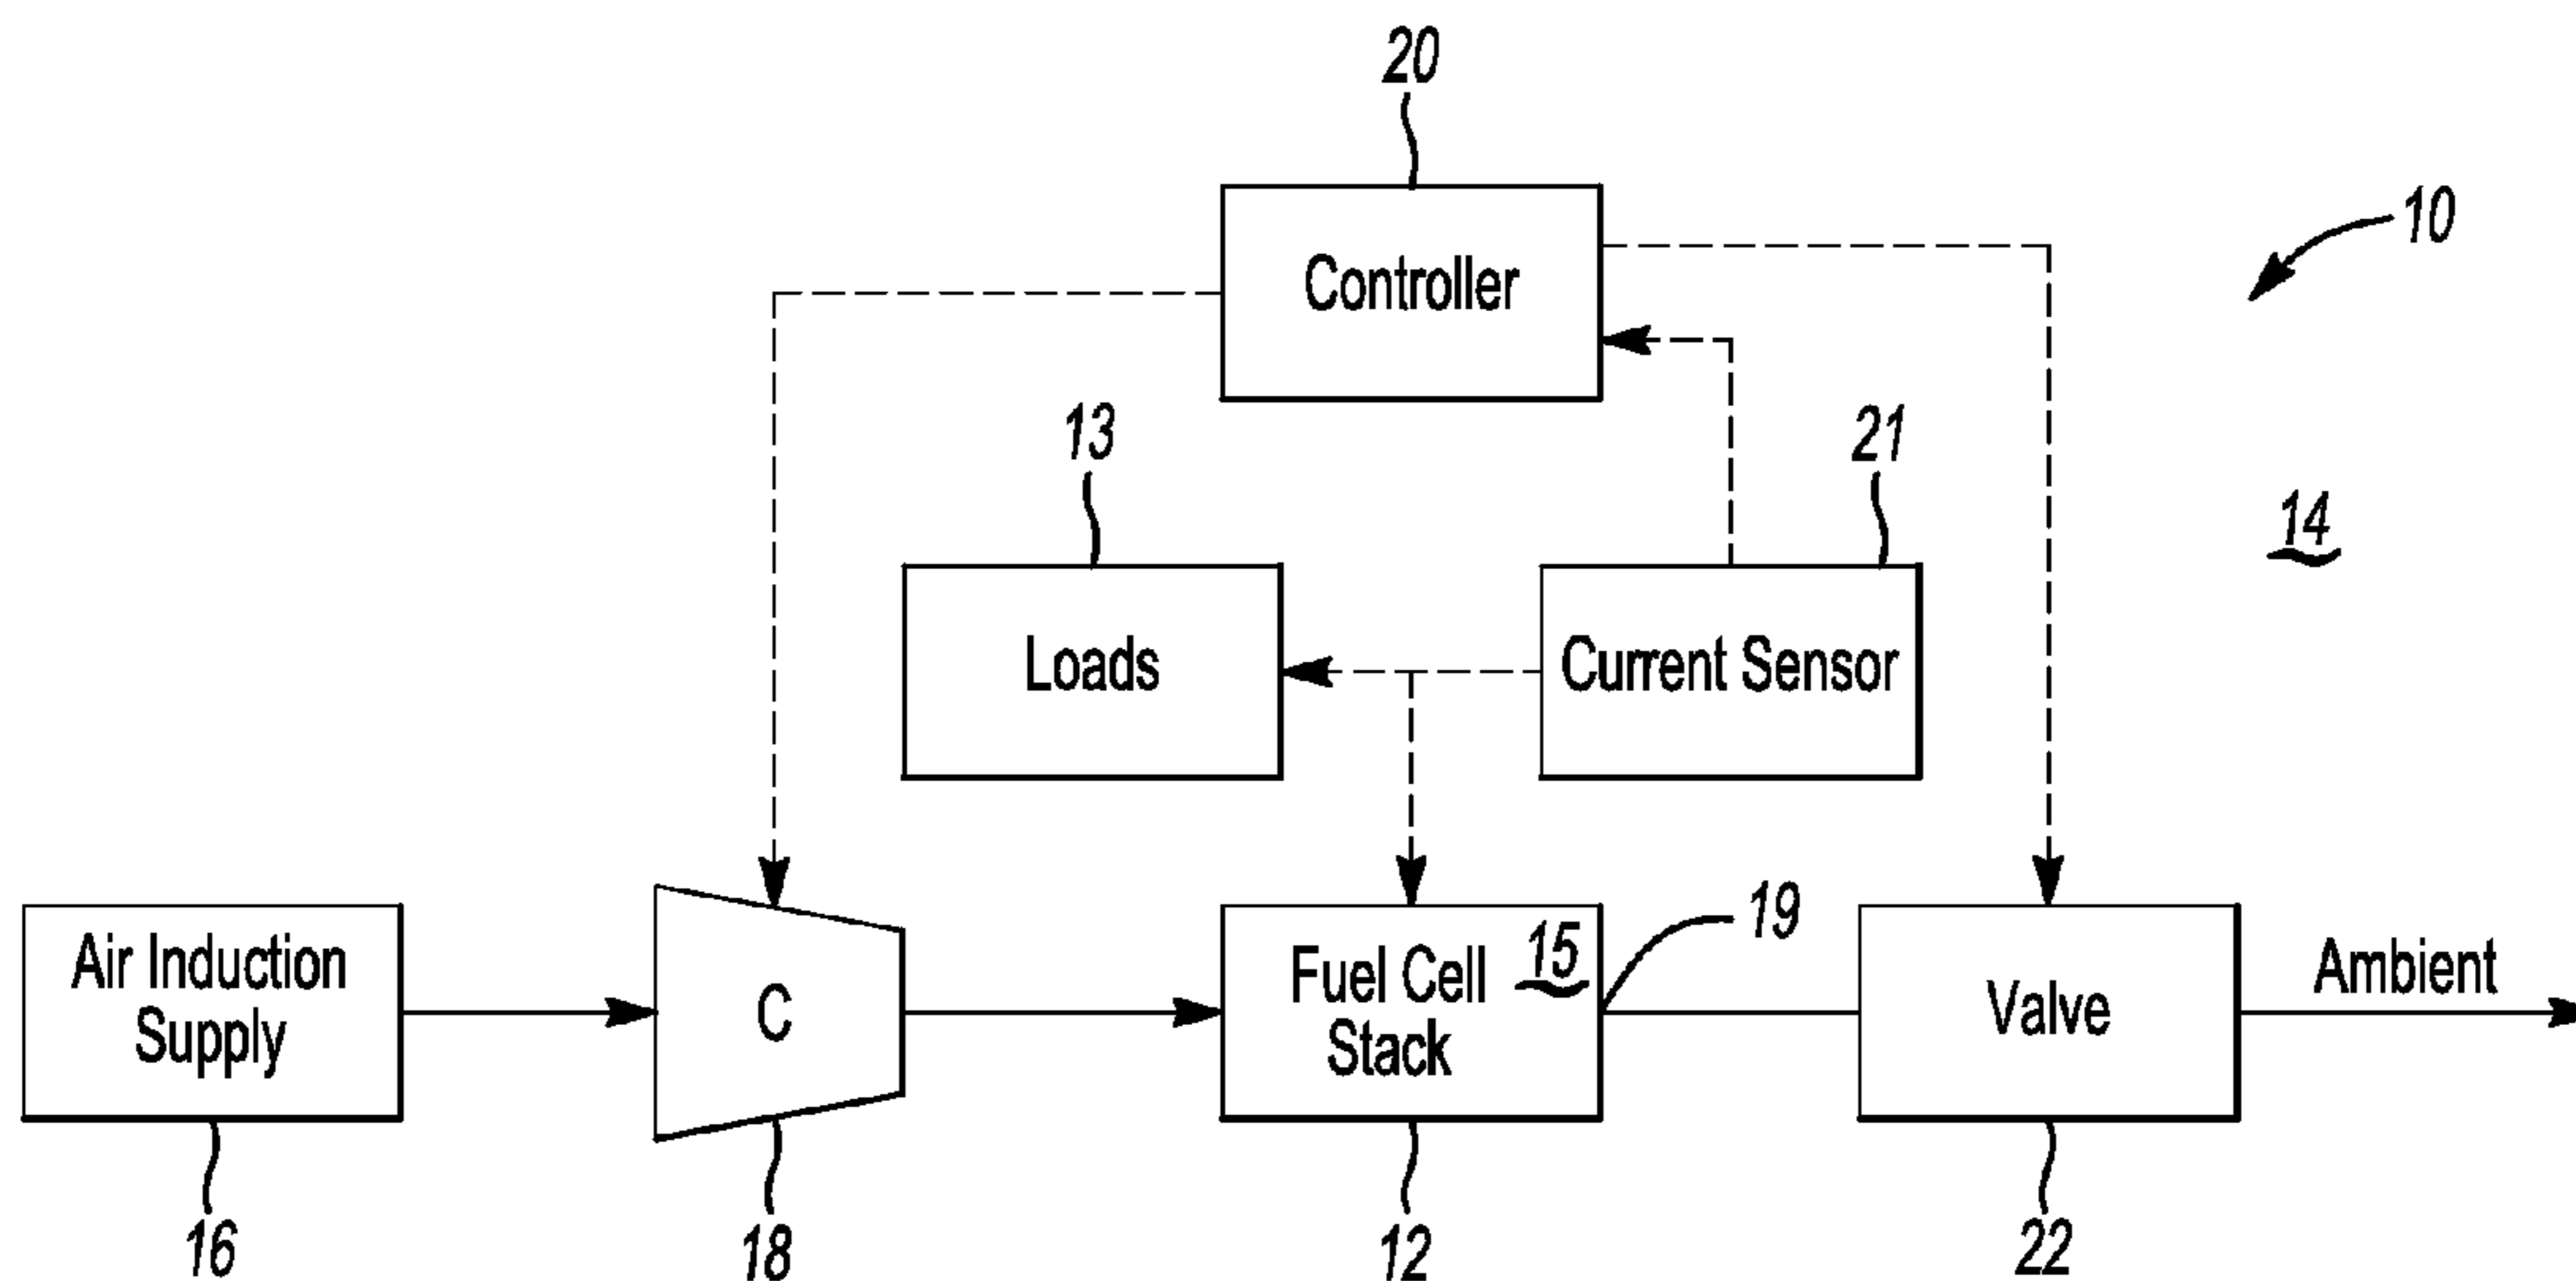 20
10
Controller
13
21
14
Loads
Current Sensor
19
Air Induction
Supply
C
Fuel Cell
Stack
15
Valve
Ambient
16
18
12
22